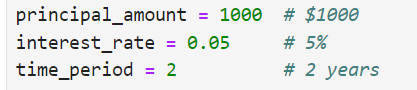 principal_amount = 1000  # $1000
interest_rate = 0.05     # 5%
time_period = 2          # 2 years